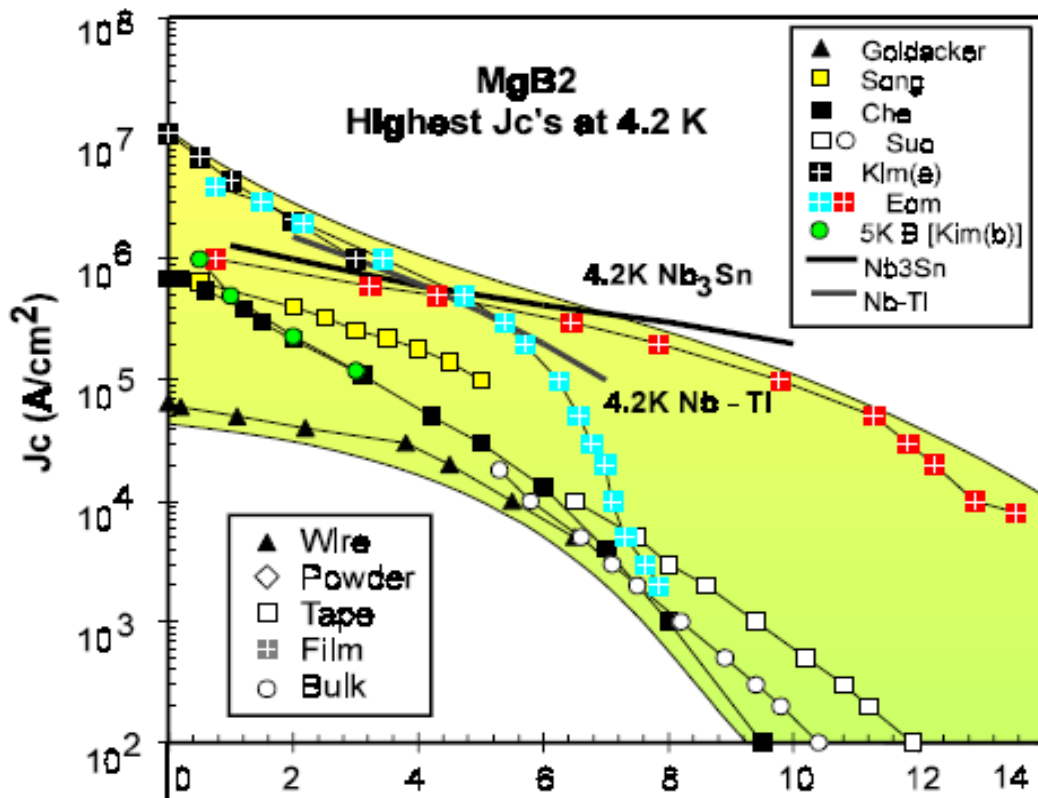 10^8
10^7
10^6
10^5
10^4
10^3
10^2
Jc (A/cm^2)
MgB2
Highest Jc's at 4.2 K
Goldacker
Song
Che
Suo
Kim(a)
Eom
5K B [Kim(b)]
Nb3Sn
Nb-Ti
4.2K Nb3Sn
4.2K Nb - Ti
Wire
Powder
Tape
Film
Bulk
0 2 4 6 8 10 12 14